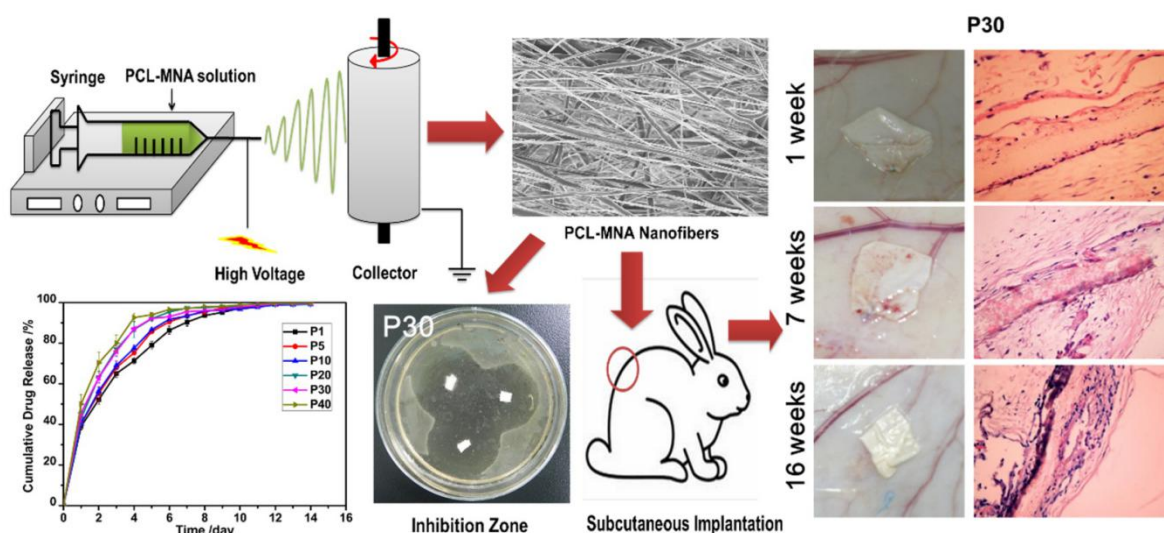 Syringe
PCL-MNA solution
High Voltage
Collector
PCL-MNA Nanofibers
P30
1 week
7 weeks
16 weeks
Cumulative Drug Release /%
100
80
60
40
20
0
P1
P5
P10
P20
P30
P40
0 2 4 6 8 10 12 14 16
Time /day
P30
Inhibition Zone
Subcutaneous Implantation